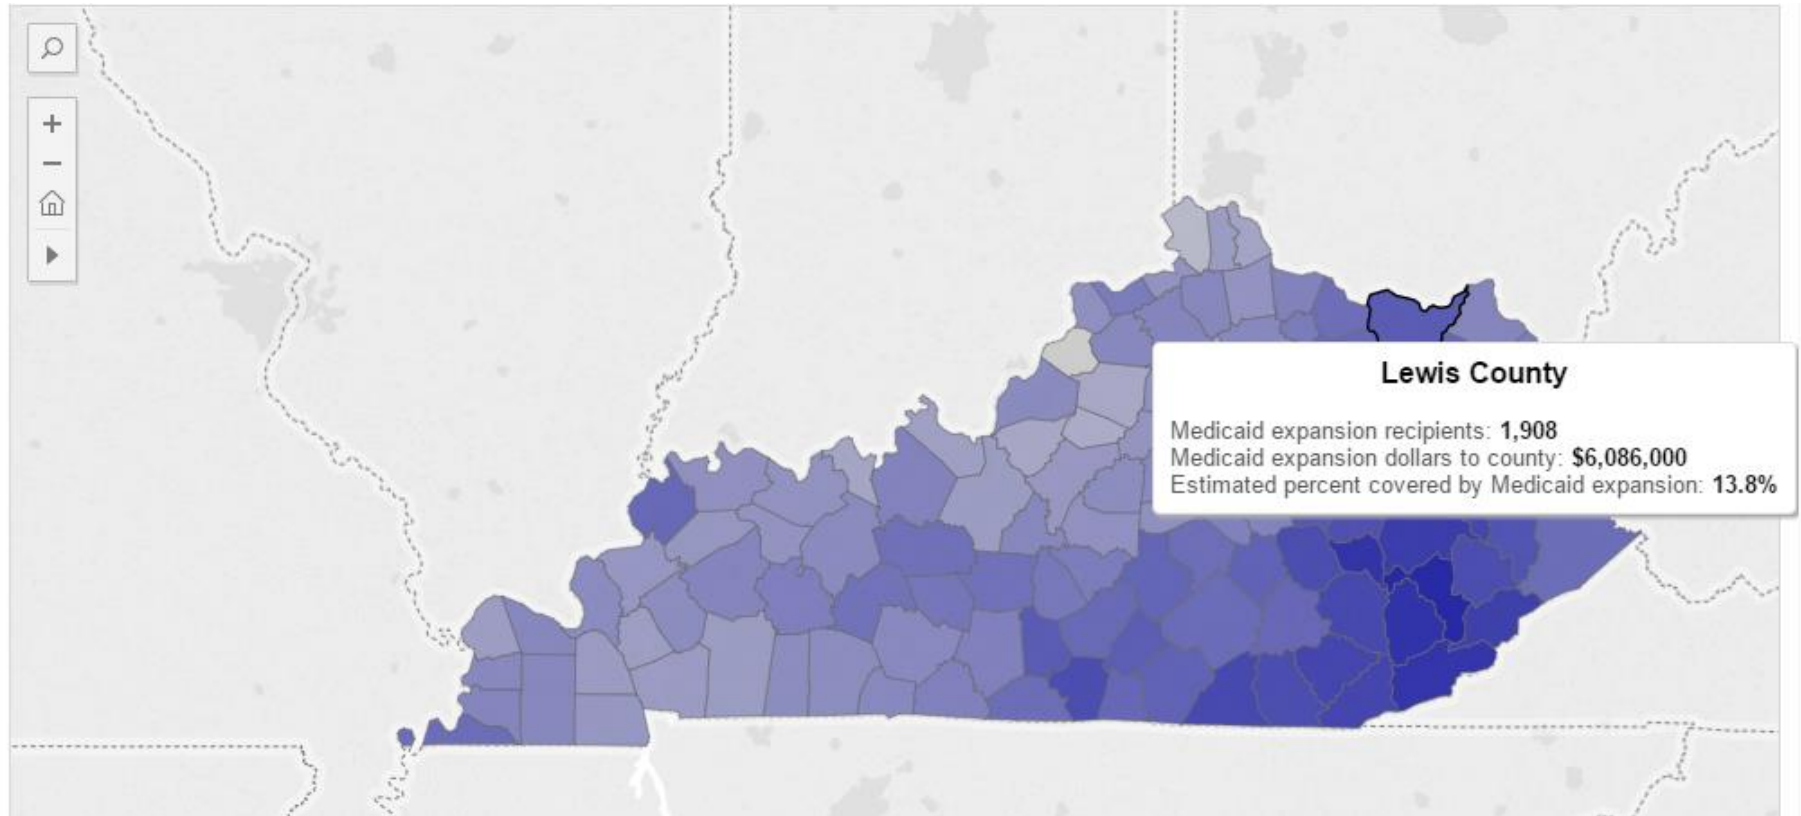 Lewis County
Medicaid expansion recipients: 1,908
Medicaid expansion dollars to county: $6,086,000
Estimated percent covered by Medicaid expansion: 13.8%